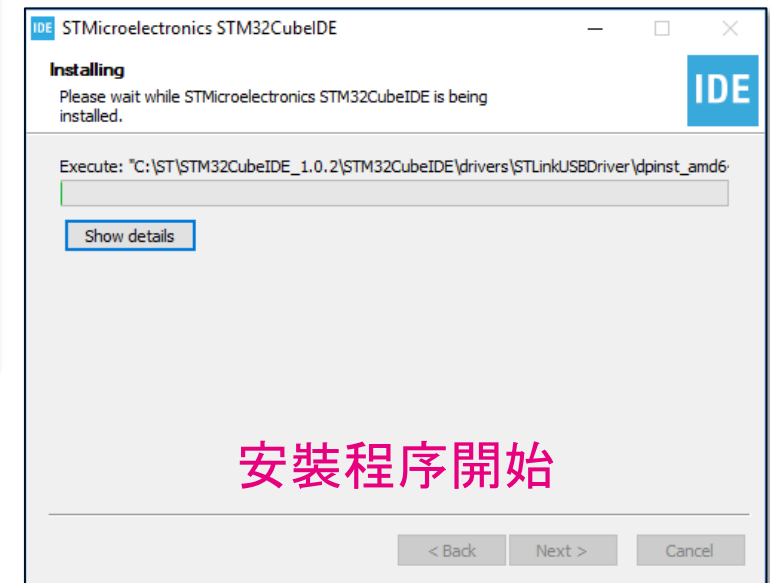 IDE STMicroelectronics STM32CubeIDE
Installing
Please wait while STMicroelectronics STM32CubeIDE is being
installed.
IDE
Execute: "C:\ST\STM32CubeIDE_1.0.2\STM32CubeIDE\drivers\STLinkUSBDriver\dpinst_amd6
Show details
安裝程序開始
< Back Next > Cancel